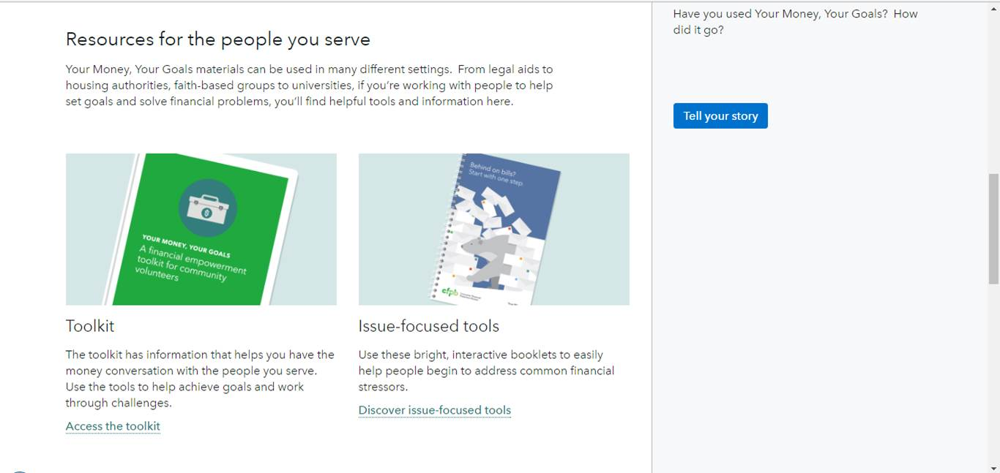 Resources for the people you serve
Your Money, Your Goals materials can be used in many different settings. From legal aids to
housing authorities, faith-based groups to universities, if you’re working with people to help
set goals and solve financial problems, you’ll find helpful tools and information here.
YOUR MONEY, YOUR GOALS
A financial empowerment
toolkit for community
volunteers
Behind on bills?
Start with one step.
cfpb
Toolkit
The toolkit has information that helps you have the
money conversation with the people you serve.
Use the tools to help achieve goals and work
through challenges.
Access the toolkit
Issue-focused tools
Use these bright, interactive booklets to easily
help people begin to address common financial
stressors.
Discover issue-focused tools
Have you used Your Money, Your Goals? How
did it go?
Tell your story